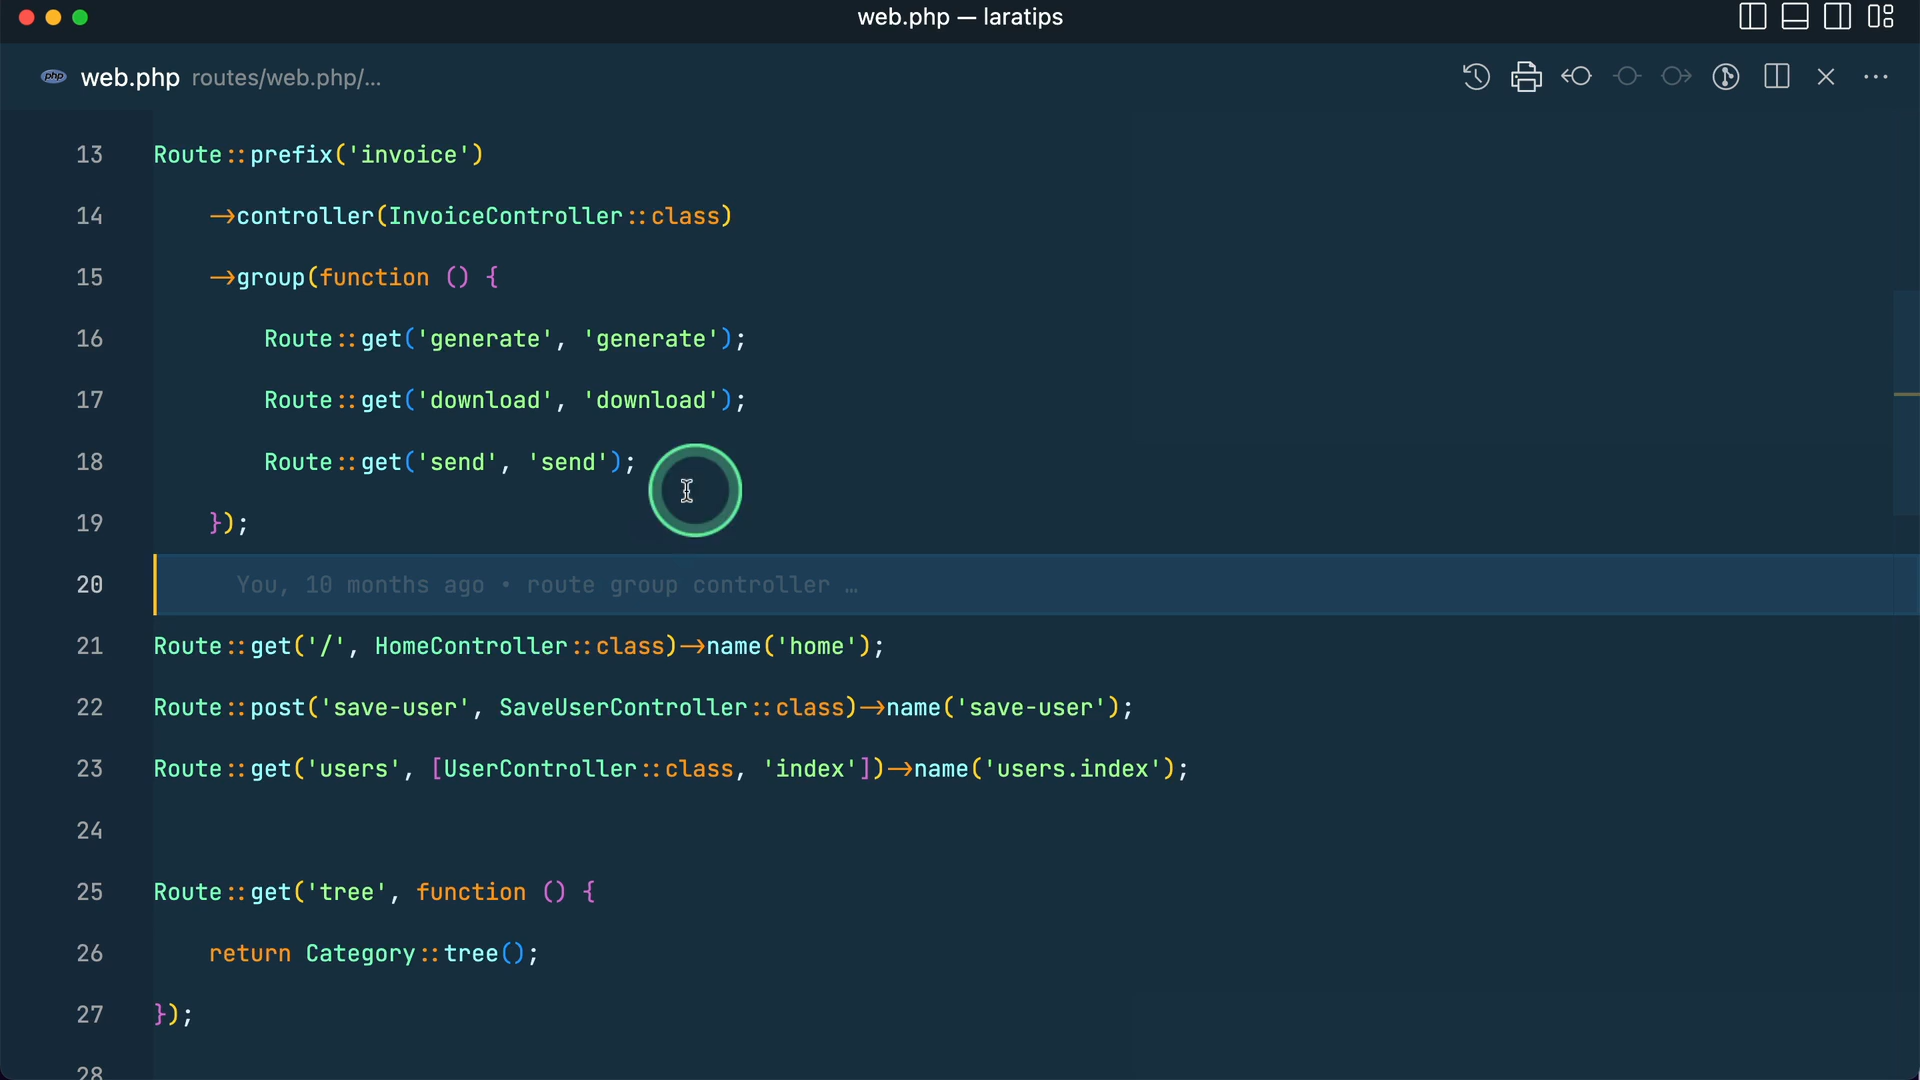 web.php — laratips
php web.php routes/web.php/...
13 Route::prefix('invoice')
14 ->controller(InvoiceController::class)
15 ->group(function () {
16 Route::get('generate', 'generate');
17 Route::get('download', 'download');
18 Route::get('send', 'send');
19 });
20 You, 10 months ago • route group controller …
21 Route::get('/', HomeController::class)->name('home');
22 Route::post('save-user', SaveUserController::class)->name('save-user');
23 Route::get('users', [UserController::class, 'index'])->name('users.index');
24
25 Route::get('tree', function () {
26 return Category::tree();
27 });
28